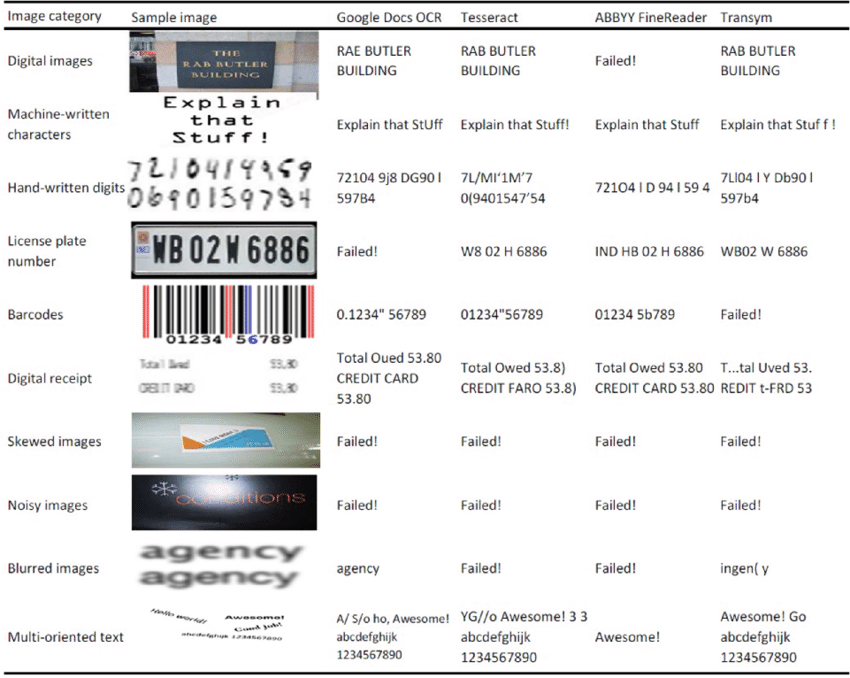 Image category Sample image Google Docs OCR Tesseract ABBYY FineReader Transym
Digital images
THE
RAB BUTLER
BUILDING
RAE BUTLER
BUILDING
RAB BUTLER
BUILDING
Failed!
RAB BUTLER
BUILDING
Machine-written
characters
Explain
that
Stuff!
Explain that StUff
Explain that Stuff!
Explain that Stuff
Explain that Stuf f !
Hand-written digits
7210414959
0690159784
72104 9j8 DG90 l
597B4
7L/MI‘1M’7
0(9401547’54
721O4 l D 94 l 59 4
7Ll04 l Y Db90 l
597b4
License plate
number
IND
WB 02 W 6886
Failed!
W8 02 H 6886
IND HB 02 H 6886
WB02 W 6886
Barcodes
01234 56789
0.1234" 56789
01234"56789
01234 5b789
Failed!
Digital receipt
Total Owed 53,80
CREDIT CARD 53,80
Total Oued 53.80
CREDIT CARD
53.80
Total Owed 53.8)
CREDIT FARO 53.8)
Total Owed 53.80
CREDIT CARD 53.80
T...tal Uved 53.
REDIT t-FRD 53
Skewed images
Failed!
Failed!
Failed!
Failed!
Noisy images
conditions
Failed!
Failed!
Failed!
Failed!
Blurred images
agency
agency
agency
Failed!
Failed!
ingen( y
Multi-oriented text
Hello world!
Awesome!
Good job!
abcdefghijk 1234567890
A/ S/o ho, Awesome!
abcdefghijk
1234567890
YG//o Awesome! 3 3
abcdefghijk
1234567890
Awesome!
Awesome! Go
abcdefghijk
1234567890